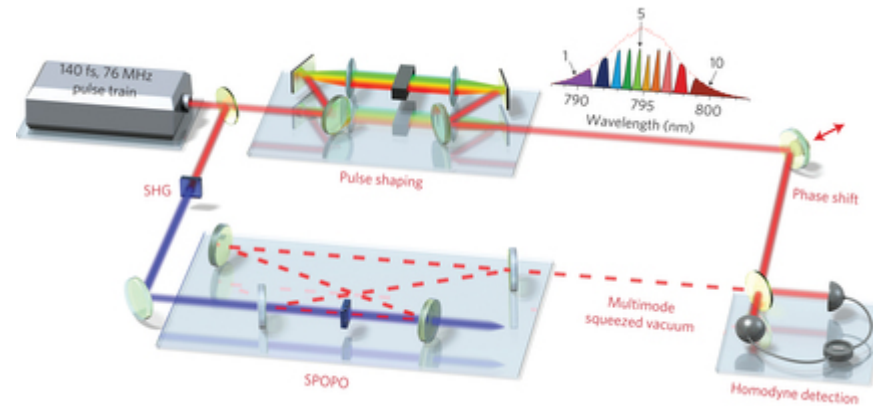 140 fs, 76 MHz
pulse train
Pulse shaping
1
5
10
790
795
800
Wavelength (nm)
Phase shift
SHG
SPOPO
Multimode
squeezed vacuum
Homodyne detection